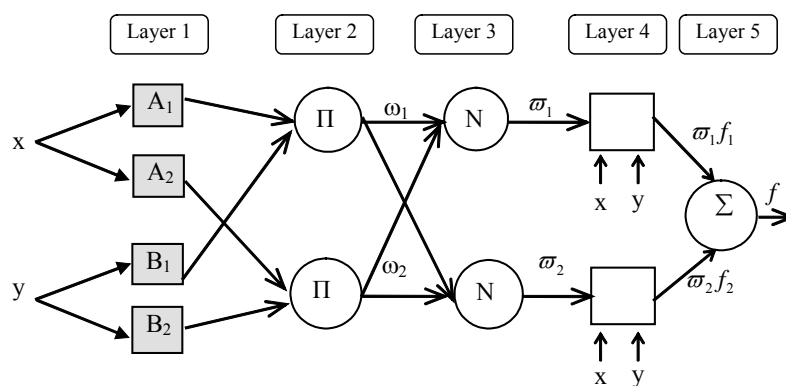 Layer 1
Layer 2
Layer 3
Layer 4
Layer 5
x
A₁
Π
ω₁
N
ϖ₁
x y
ϖ₁f₁
A₂
Σ
f
y
B₁
B₂
Π
ω₂
N
ϖ₂
ϖ₂f₂
x y